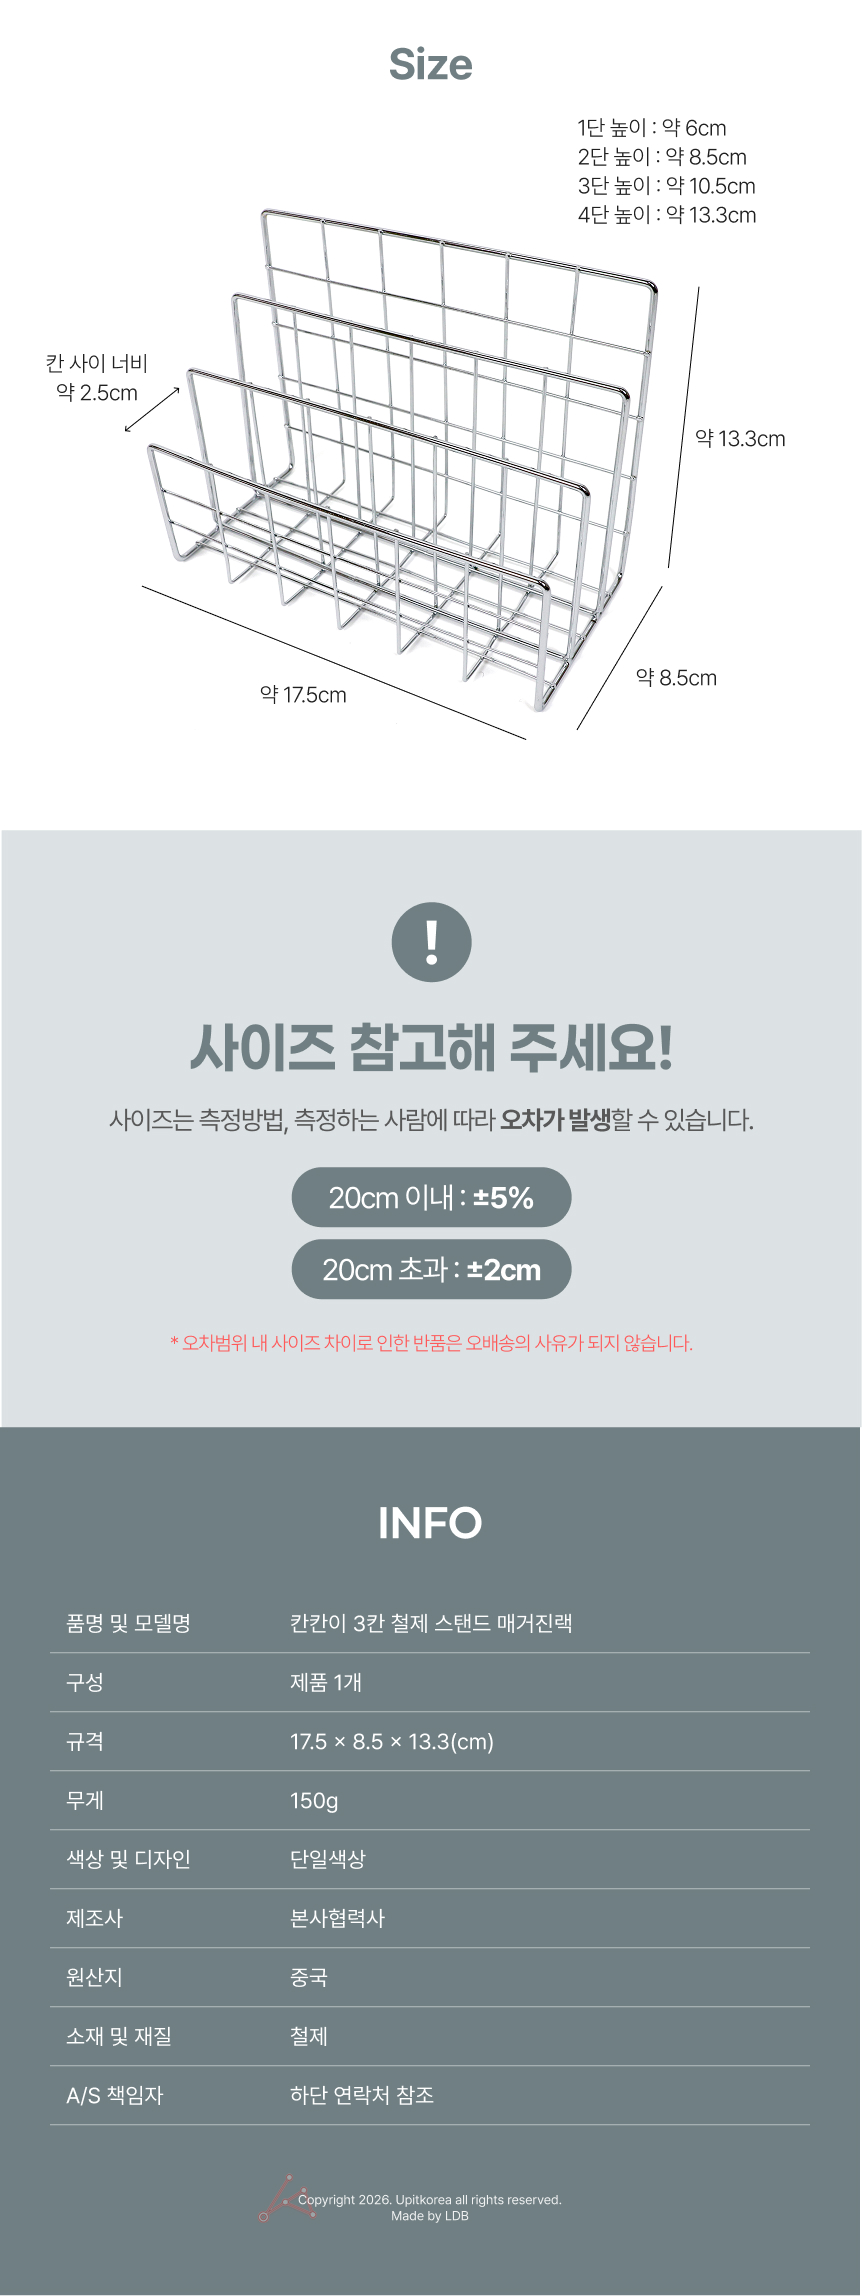 Size
1단 높이 : 약 6cm
2단 높이 : 약 8.5cm
3단 높이 : 약 10.5cm
4단 높이 : 약 13.3cm
칸 사이 너비
약 2.5cm
약 13.3cm
약 8.5cm
약 17.5cm
!
사이즈 참고해 주세요!
사이즈는 측정방법, 측정하는 사람에 따라 오차가 발생할 수 있습니다.
20cm 이내 : ±5%
20cm 초과 : ±2cm
* 오차범위 내 사이즈 차이로 인한 반품은 오배송의 사유가 되지 않습니다.
INFO
품명 및 모델명 칸칸이 3칸 철제 스탠드 매거진랙
구성 제품 1개
규격 17.5 × 8.5 × 13.3(cm)
무게 150g
색상 및 디자인 단일색상
제조사 본사협력사
원산지 중국
소재 및 재질 철제
A/S 책임자 하단 연락처 참조
Copyright 2026. Upitkorea all rights reserved.
Made by LDB